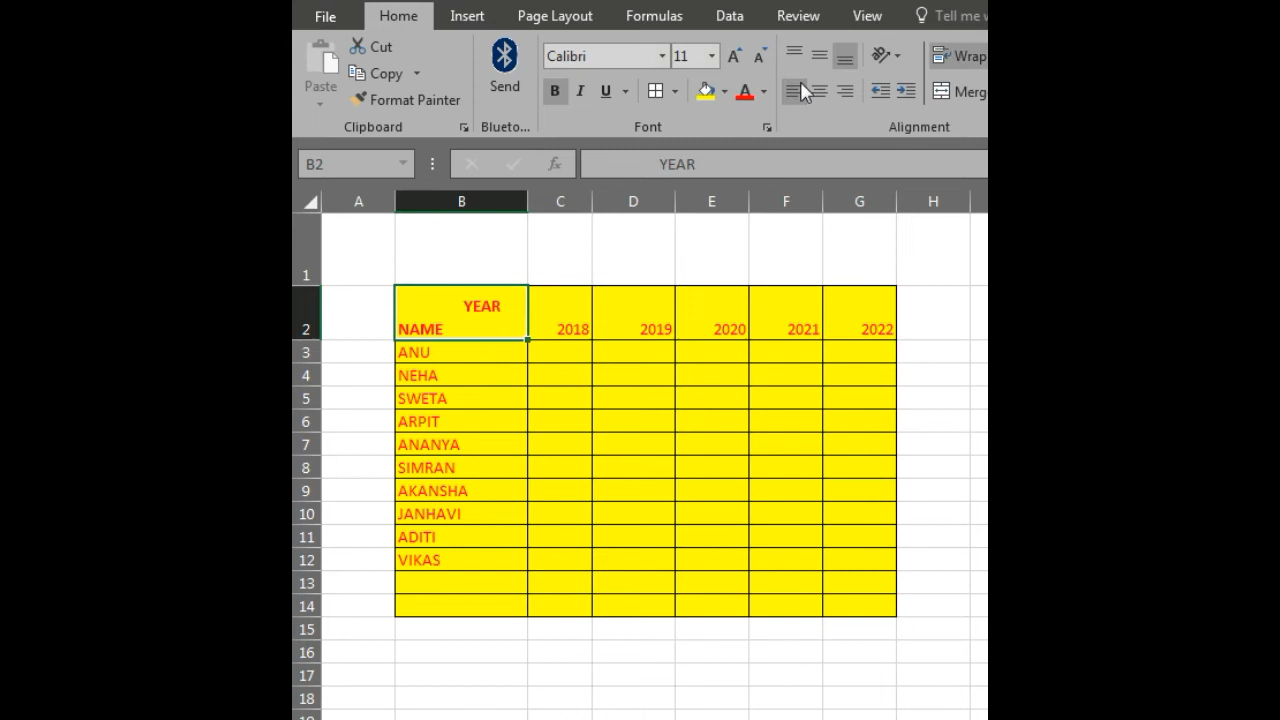 File Home Insert Page Layout Formulas Data Review View Tell me
Cut
Copy
Format Painter
Paste
Clipboard
Send
Blueto...
Calibri 11
B I U
Font
Wrap
Merg
Alignment
B2 fx YEAR
A B C D E F G H
1
YEAR
2 NAME 2018 2019 2020 2021 2022
3 ANU
4 NEHA
5 SWETA
6 ARPIT
7 ANANYA
8 SIMRAN
9 AKANSHA
10 JANHAVI
11 ADITI
12 VIKAS
13
14
15
16
17
18